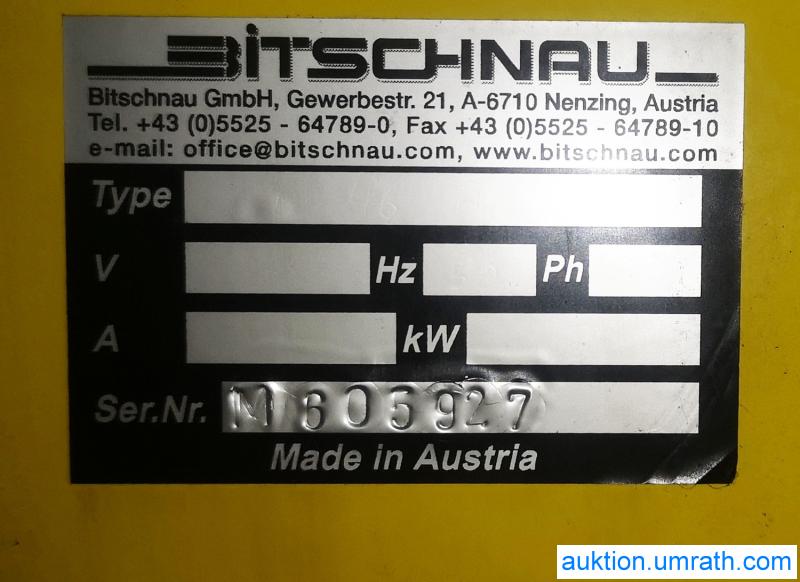 BITSCHNAU
Bitschnau GmbH, Gewerbestr. 21, A-6710 Nenzing, Austria
Tel. +43 (0)5525 - 64789-0, Fax +43 (0)5525 - 64789-10
e-mail: office@bitschnau.com, www.bitschnau.com
Type
V Hz Ph
A kW
Ser.Nr. M605927
Made in Austria
auktion.umrath.com